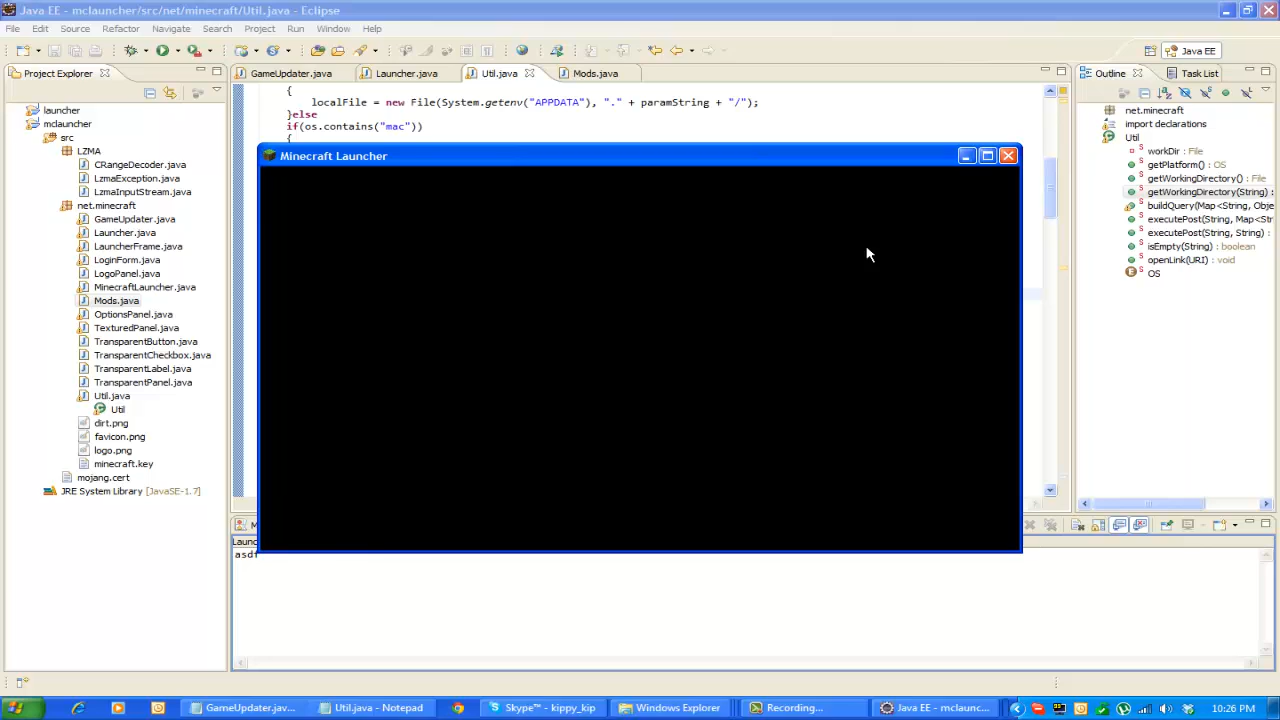 Java EE - mclauncher/src/net/minecraft/Util.java - Eclipse
File Edit Source Refactor Navigate Search Project Run Window Help
Java EE
Project Explorer
GameUpdater.java
Launcher.java
Util.java
Mods.java
Outline
Task List
launcher
mclauncher
src
LZMA
CRangeDecoder.java
LzmaException.java
LzmaInputStream.java
net.minecraft
GameUpdater.java
Launcher.java
LauncherFrame.java
LoginForm.java
LogoPanel.java
MinecraftLauncher.java
Mods.java
OptionsPanel.java
TexturedPanel.java
TransparentButton.java
TransparentCheckbox.java
TransparentLabel.java
TransparentPanel.java
Util.java
Util
dirt.png
favicon.png
logo.png
minecraft.key
mojang.cert
JRE System Library [JavaSE-1.7]
{
localFile = new File(System.getenv("APPDATA"), "." + paramString + "/");
}else
if(os.contains("mac"))
{
Minecraft Launcher
net.minecraft
import declarations
Util
workDir : File
getPlatform() : OS
getWorkingDirectory() : File
getWorkingDirectory(String) :
buildQuery(Map<String, Obje
executePost(String, Map<St
executePost(String, String)
isEmpty(String) : boolean
openLink(URI) : void
OS
M
Launc
asdf
GameUpdater.jav...
Util.java - Notepad
Skype™ - kippy_kip
Windows Explorer
Recording...
Java EE - mclaunc...
10:26 PM
start